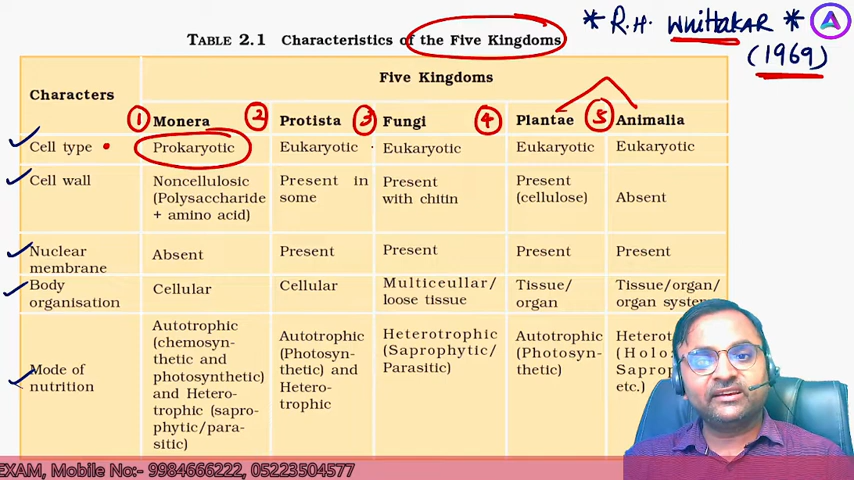 * R.H. Whittakar *
(1969)
TABLE 2.1 Characteristics of the Five Kingdoms
Five Kingdoms
Characters
1 Monera
2 Protista
3 Fungi
4 Plantae
5 Animalia
Cell type
Prokaryotic
Eukaryotic
Eukaryotic
Eukaryotic
Eukaryotic
Cell wall
Noncellulosic
(Polysaccharide
+ amino acid)
Present in
some
Present
with chitin
Present
(cellulose)
Absent
Nuclear
membrane
Absent
Present
Present
Present
Present
Body
organisation
Cellular
Cellular
Multiceullar/
loose tissue
Tissue/
organ
Tissue/organ/
organ system
Mode of
nutrition
Autotrophic
(chemosyn-
thetic and
photosynthetic)
and Hetero-
trophic (sapro-
phytic/para-
sitic)
Autotrophic
(Photosyn-
thetic) and
Hetero-
trophic
Heterotrophic
(Saprophytic/
Parasitic)
Autotrophic
(Photosyn-
thetic)
etc.)
EXAM, Mobile No:- 9984666222, 05223504577